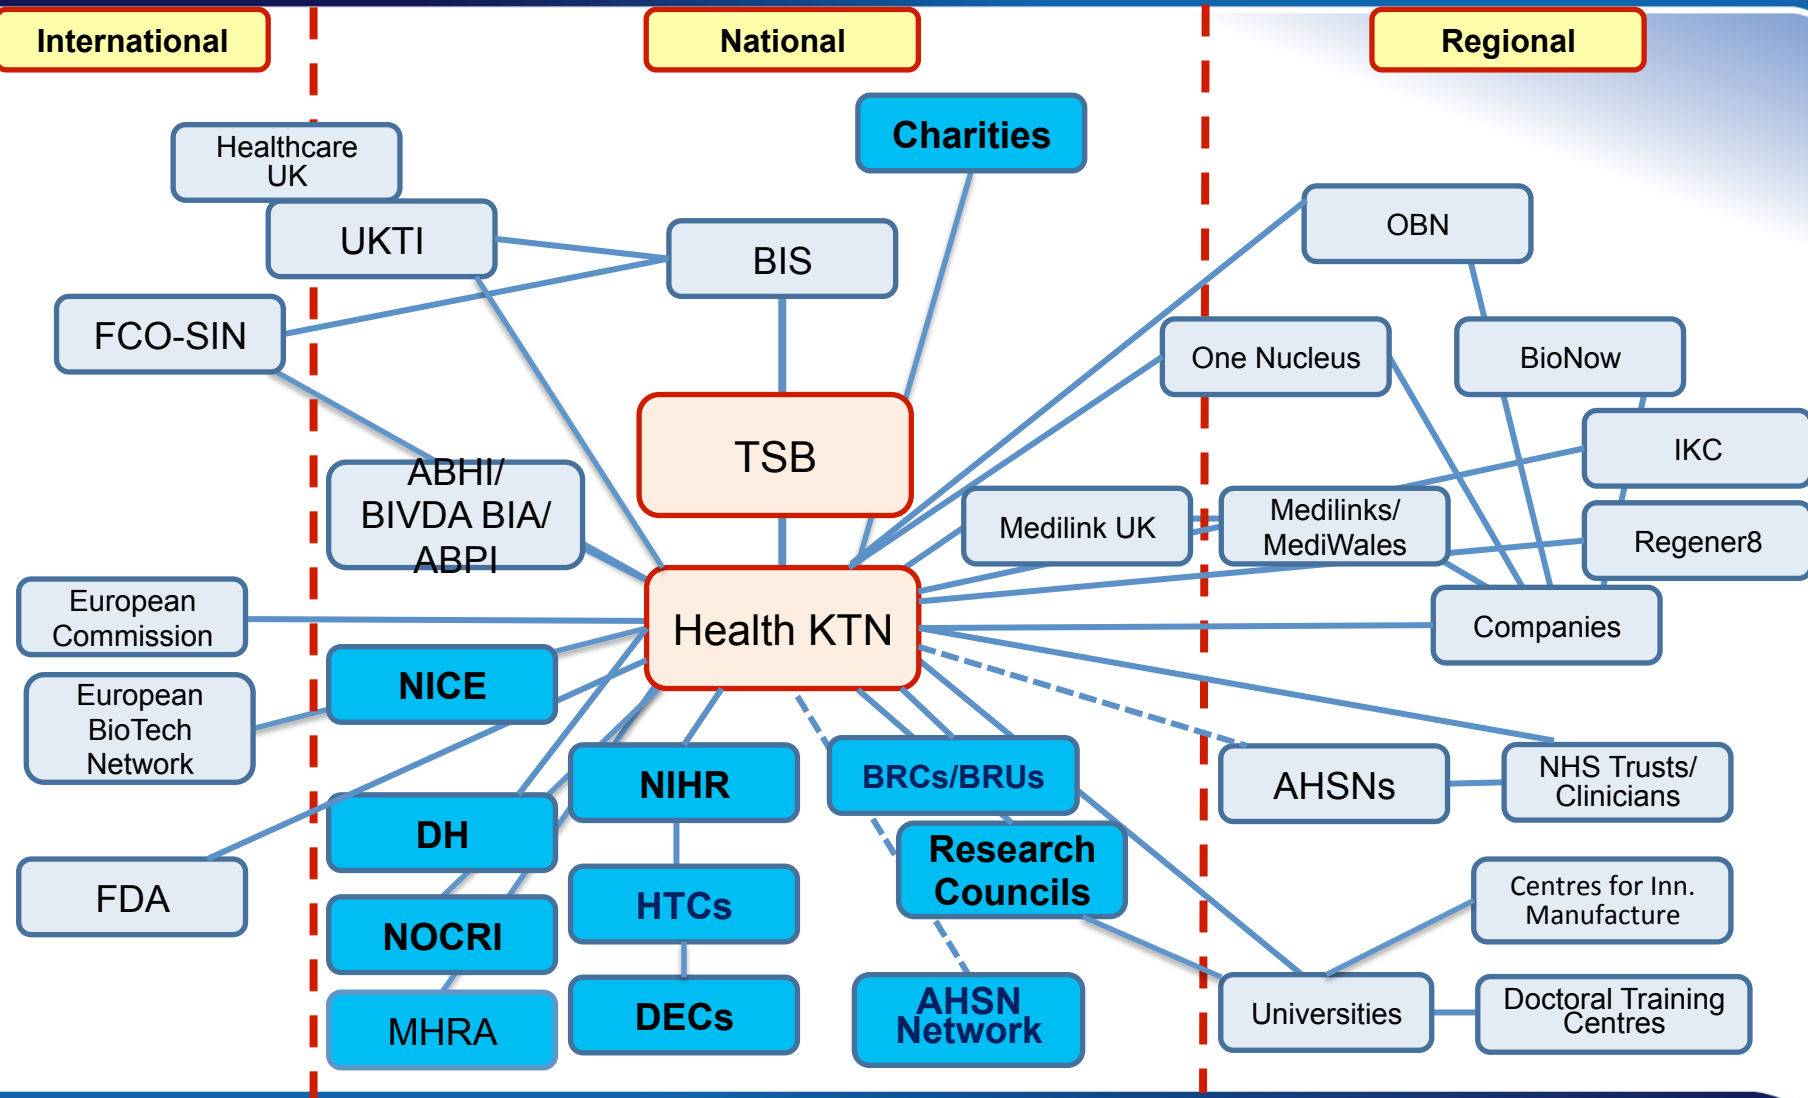 International
National
Regional
Charities
Healthcare
UK
UKTI
BIS
OBN
FCO-SIN
One Nucleus
BioNow
TSB
IKC
ABHI/
BIVDA BIA/
ABPI
Medilink UK
Medilinks/
MediWales
Regener8
European
Commission
Health KTN
Companies
NICE
European
BioTech
Network
NIHR
BRCs/BRUs
AHSNs
NHS Trusts/
Clinicians
DH
Research
Councils
FDA
HTCs
Centres for Inn.
Manufacture
NOCRI
MHRA
DECs
AHSN
Network
Universities
Doctoral Training
Centres